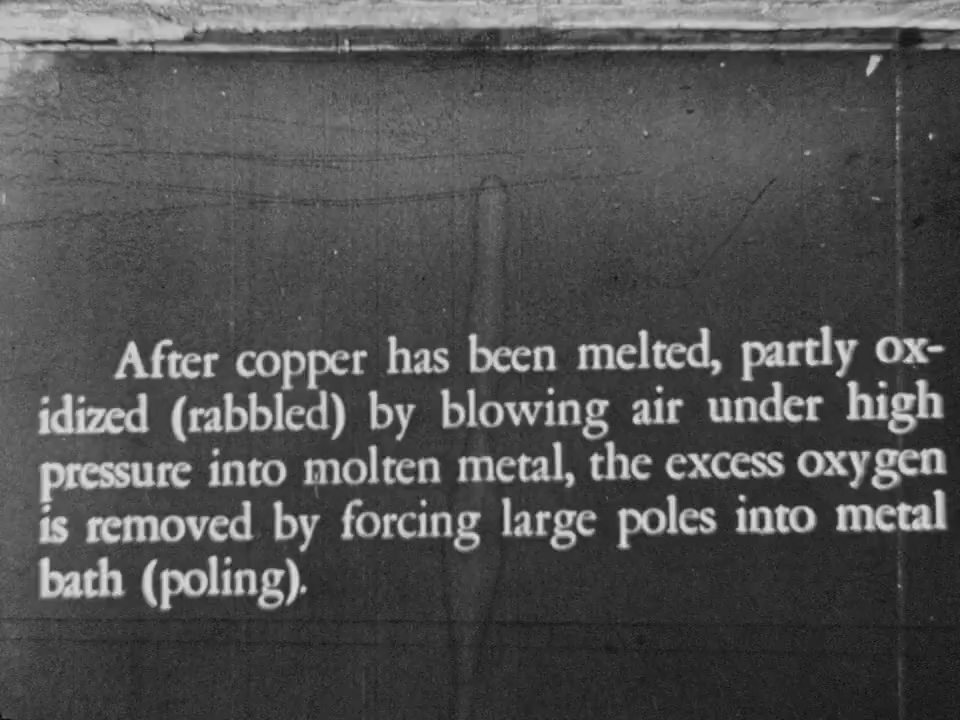 After copper has been melted, partly ox-
idized (rabbled) by blowing air under high
pressure into molten metal, the excess oxygen
is removed by forcing large poles into metal
bath (poling).